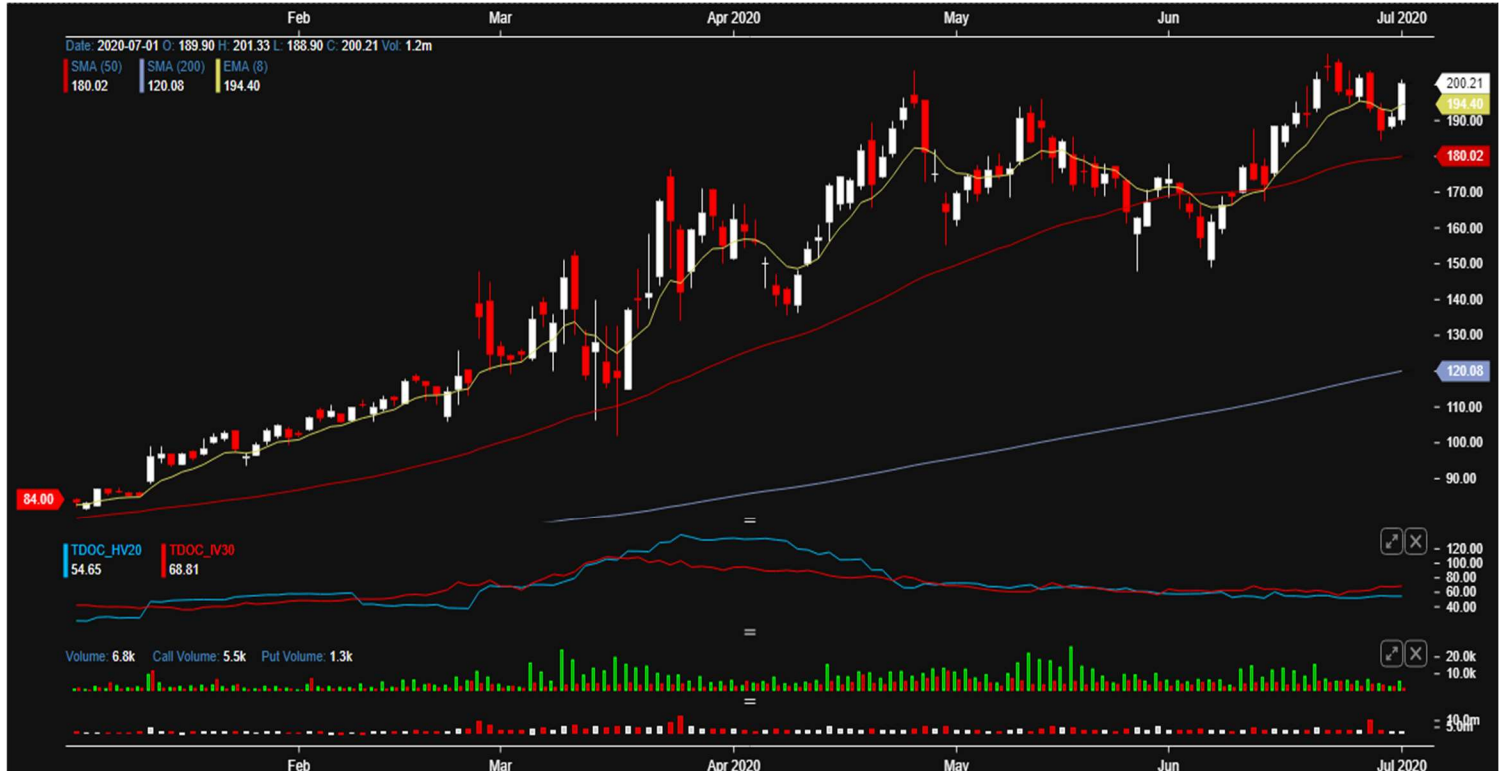 Feb Mar Apr 2020 May Jun Jul 2020
Date: 2020-07-01 O: 189.90 H: 201.33 L: 188.90 C: 200.21 Vol: 1.2m
SMA (50) SMA (200) EMA (8)
180.02 120.08 194.40
200.21
194.40
190.00
180.02
170.00
160.00
150.00
140.00
130.00
120.08
110.00
100.00
90.00
84.00
TDOC_HV20 TDOC_IV30
54.65 68.81
120.00
100.00
80.00
60.00
40.00
Volume: 6.8k Call Volume: 5.5k Put Volume: 1.3k
20.0k
10.0k
10.0m
5.0m
Feb Mar Apr 2020 May Jun Jul 2020